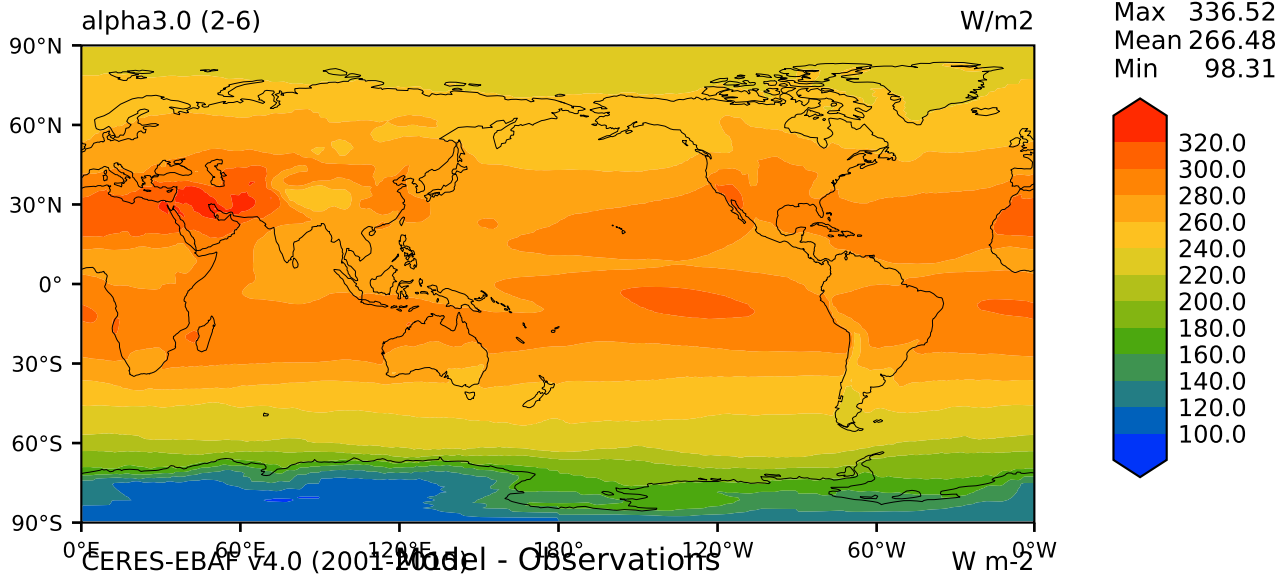 alpha3.0 (2-6) W/m2
Max 336.52
Mean 266.48
Min 98.31
90°N
60°N
30°N
0°
30°S
60°S
90°S
0°E 60°E 120°E 180° 120°W 60°W 0°W
320.0
300.0
280.0
260.0
240.0
220.0
200.0
180.0
160.0
140.0
120.0
100.0
CERES-EBAF v4.0 Model - Observations W m-2